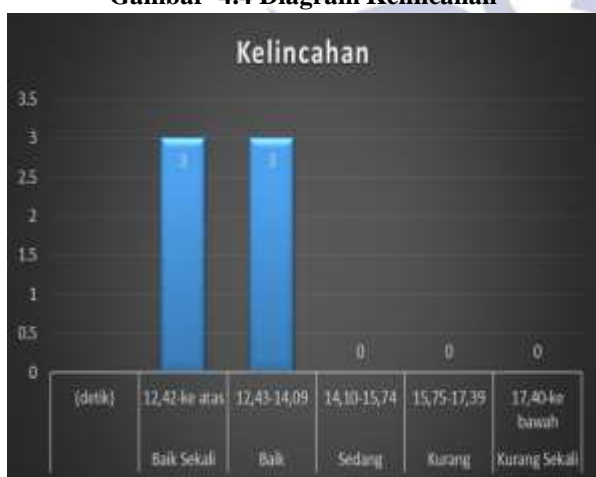 Gambar 4.4 Diagram Kelincahan
Kelincahan
3.5
3
2.5
2
1.5
1
0.5
0
3
3
0
0
0
(detik)
12,42-ke atas
12,43-14,09
14,10-15,74
15,75-17,39
17,40-ke
bawah
Baik Sekali
Baik
Sedang
Kurang
Kurang Sekali